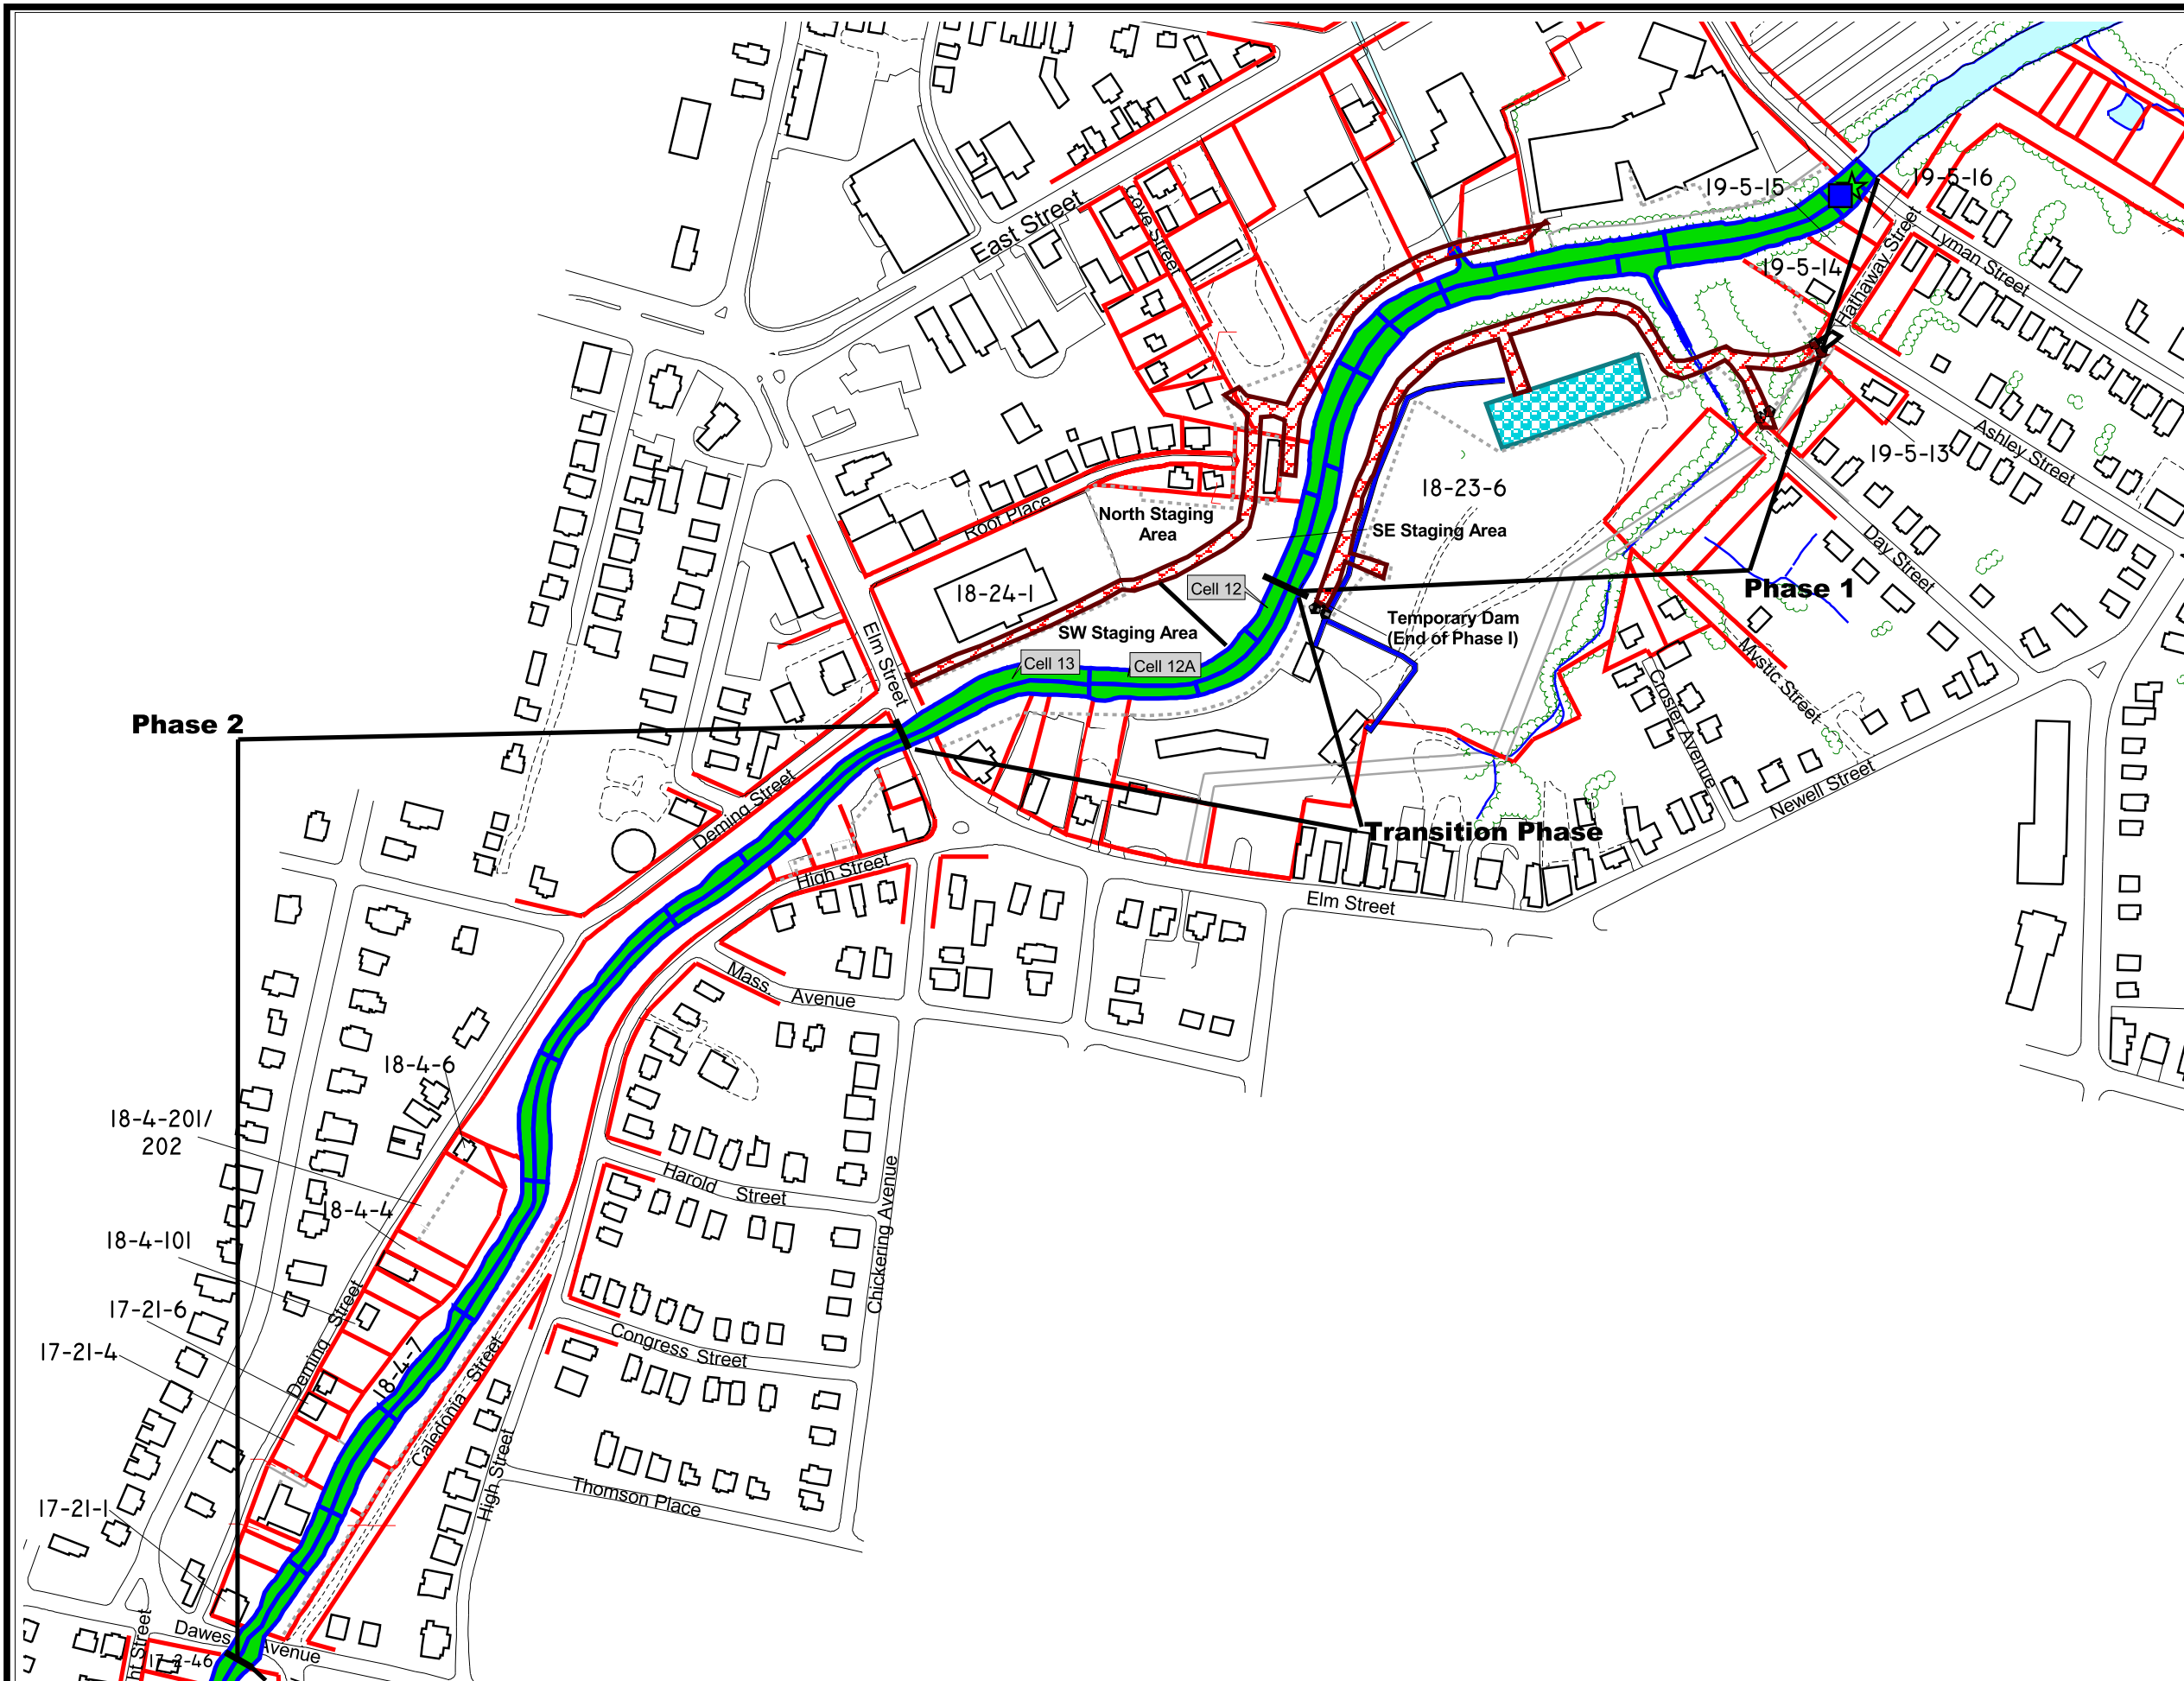 East Street
Cove Street
19-5-15
19-5-16
Hathaway Street
Lyman Street
19-5-14
Ashley Street
19-5-13
Day Street
18-23-6
North Staging
Area
SE Staging Area
Root Place
18-24-1
Cell 12
Phase 1
Temporary Dam
(End of Phase I)
SW Staging Area
Cell 13
Cell 12A
Elm Street
Mystic Street
Crosier Avenue
Newell Street
Phase 2
Deming Street
Transition Phase
High Street
Elm Street
Mass. Avenue
18-4-6
18-4-201/
202
Harold Street
18-4-4
18-4-101
Chickering Avenue
17-21-6
17-21-4
Deming Street
18-4-7
Caledonia Street
Congress Street
High Street
Thomson Place
17-21-1
Dawes Avenue
ht Street
17-2-46